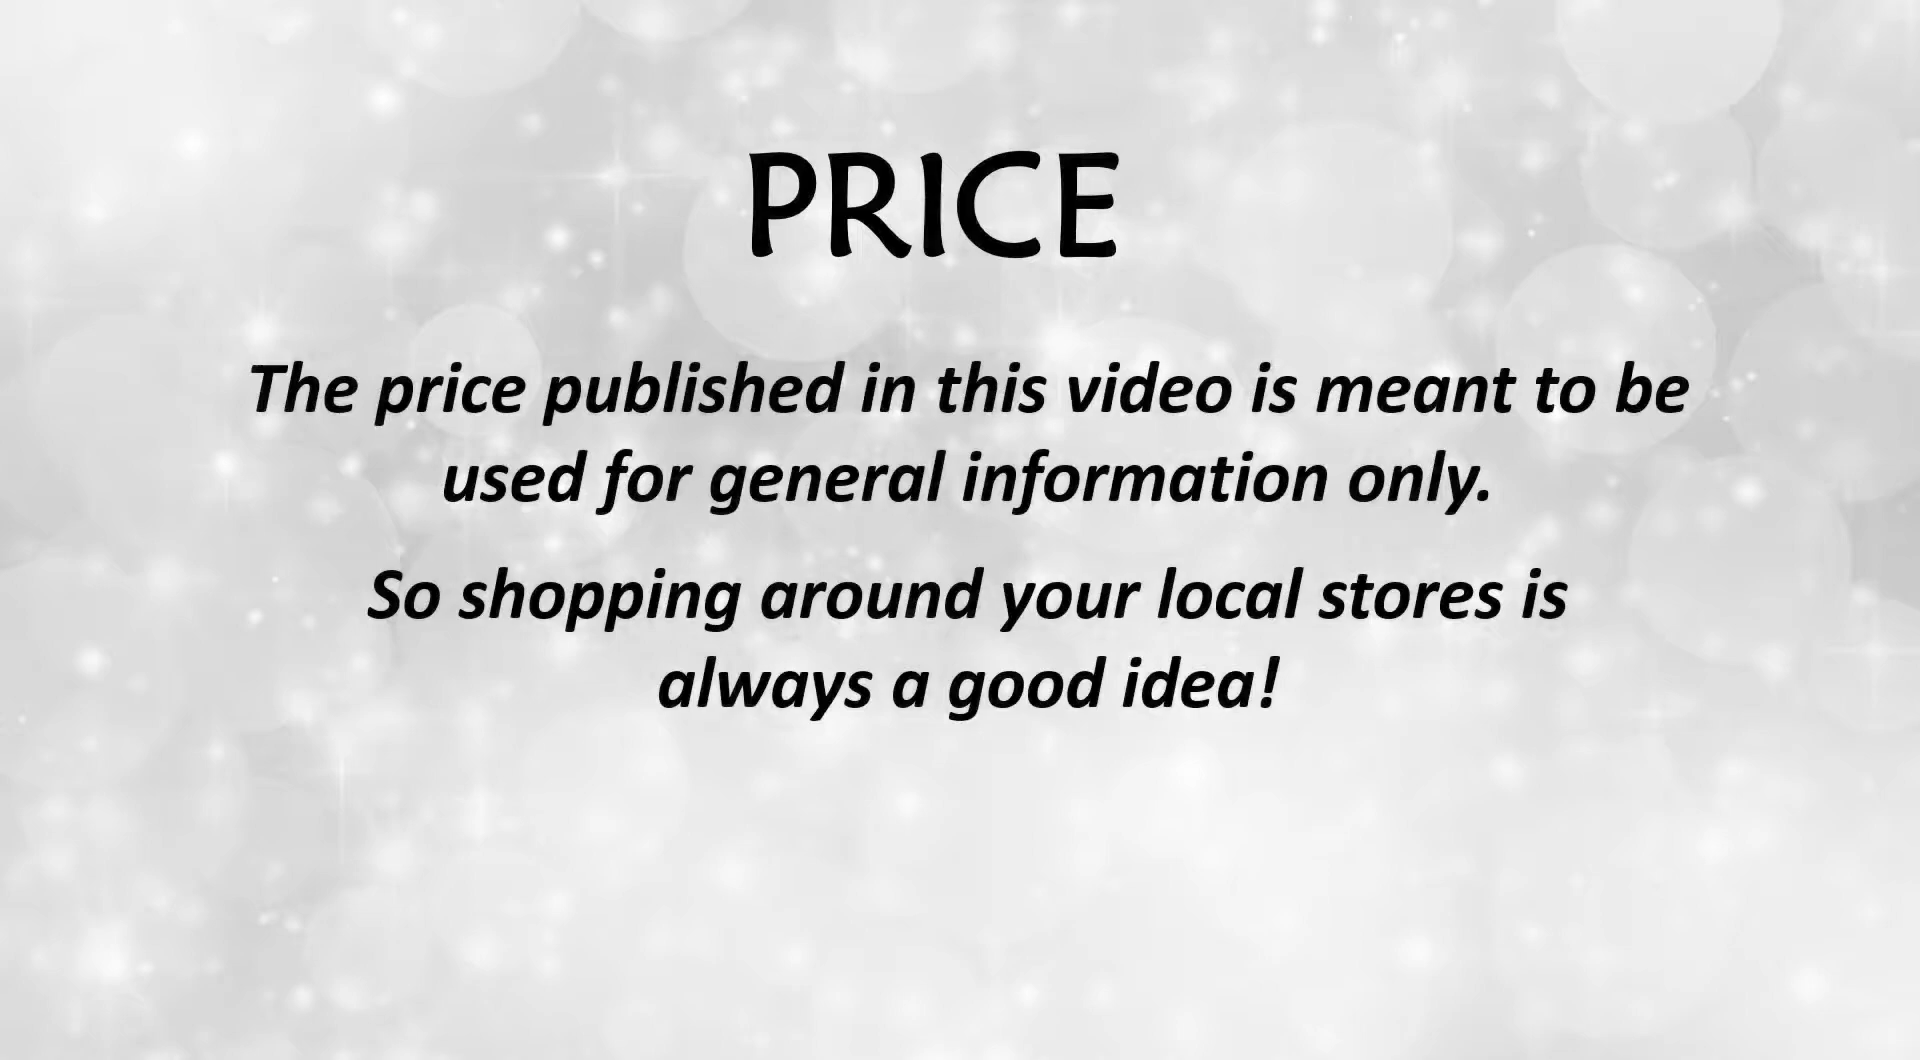 PRICE
The price published in this video is meant to be
used for general information only.
So shopping around your local stores is
always a good idea!